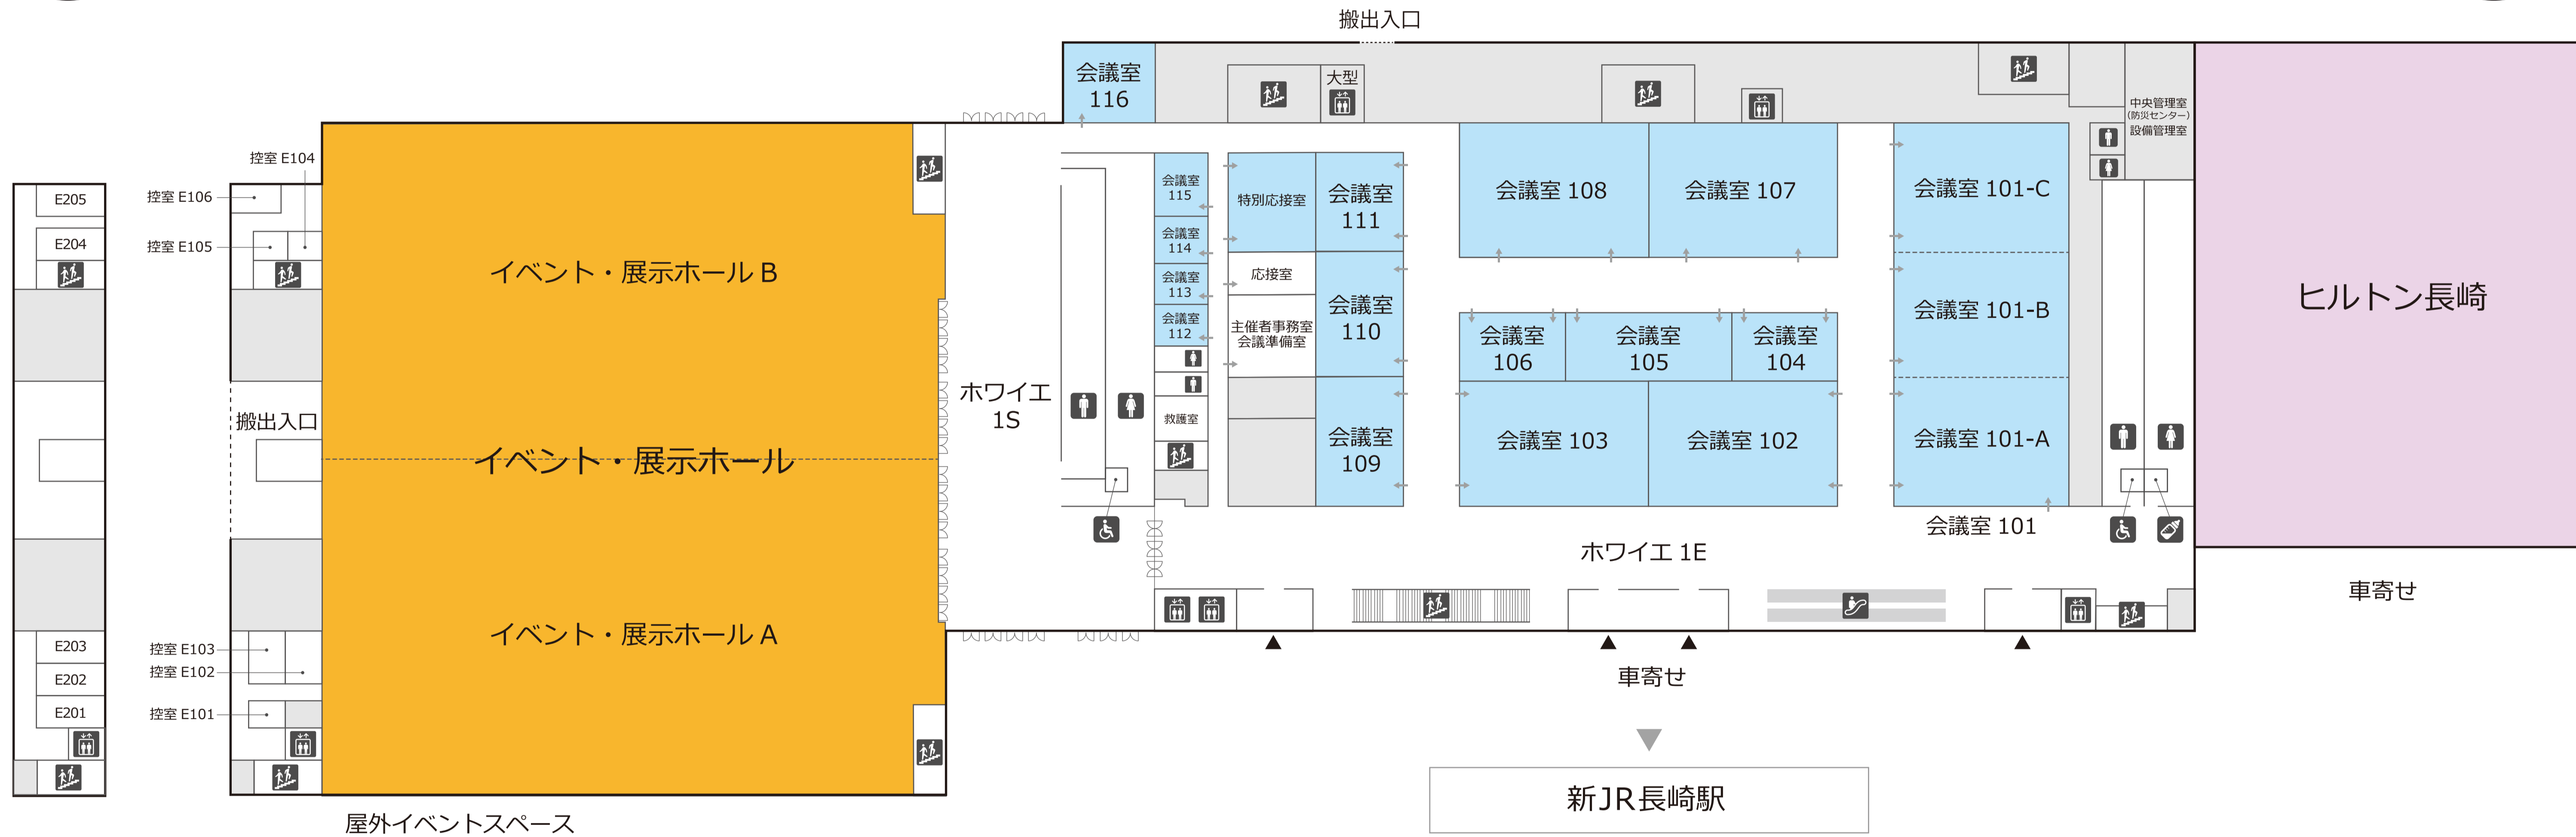 搬出入口
会議室
116
大型
中央管理室
(防災センター)
設備管理室
控室 E104
控室 E106
控室 E105
E205
E204
イベント・展示ホール B
会議室
115
会議室
114
会議室
113
会議室
112
特別応接室
応接室
主催者事務室
会議準備室
会議室
111
会議室
110
会議室
109
会議室 108
会議室 107
会議室
106
会議室
105
会議室
104
会議室 103
会議室 102
会議室 101-C
会議室 101-B
会議室 101-A
会議室 101
ヒルトン長崎
ホワイエ
1S
救護室
搬出入口
イベント・展示ホール
ホワイエ 1E
車寄せ
イベント・展示ホール A
E203
E202
E201
控室 E103
控室 E102
控室 E101
車寄せ
新JR長崎駅
屋外イベントスペース